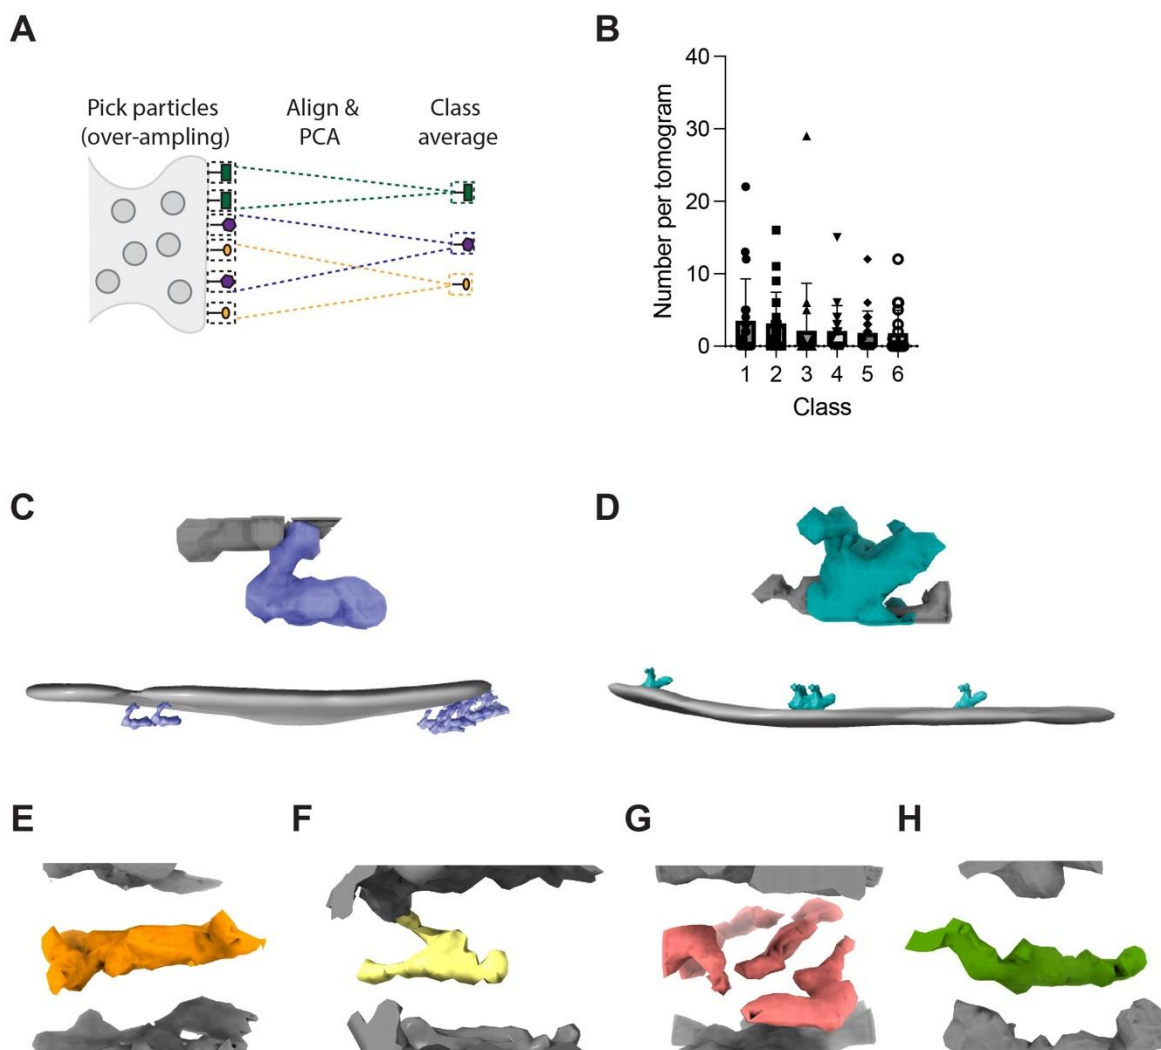 A
Pick particles
(over-ampling)
Align &
PCA
Class
average
B
Number per tomogram
40
30
20
10
0
1 2 3 4 5 6
Class
C
D
E
F
G
H